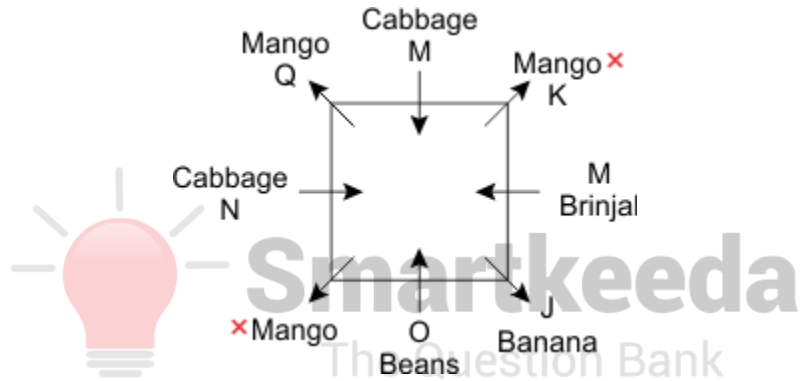 Cabbage
M
Mango
Q
Mango ×
K
Cabbage
N
M
Brinjal
× Mango
O
Beans
J
Banana
Smartkeeda
The Question Bank